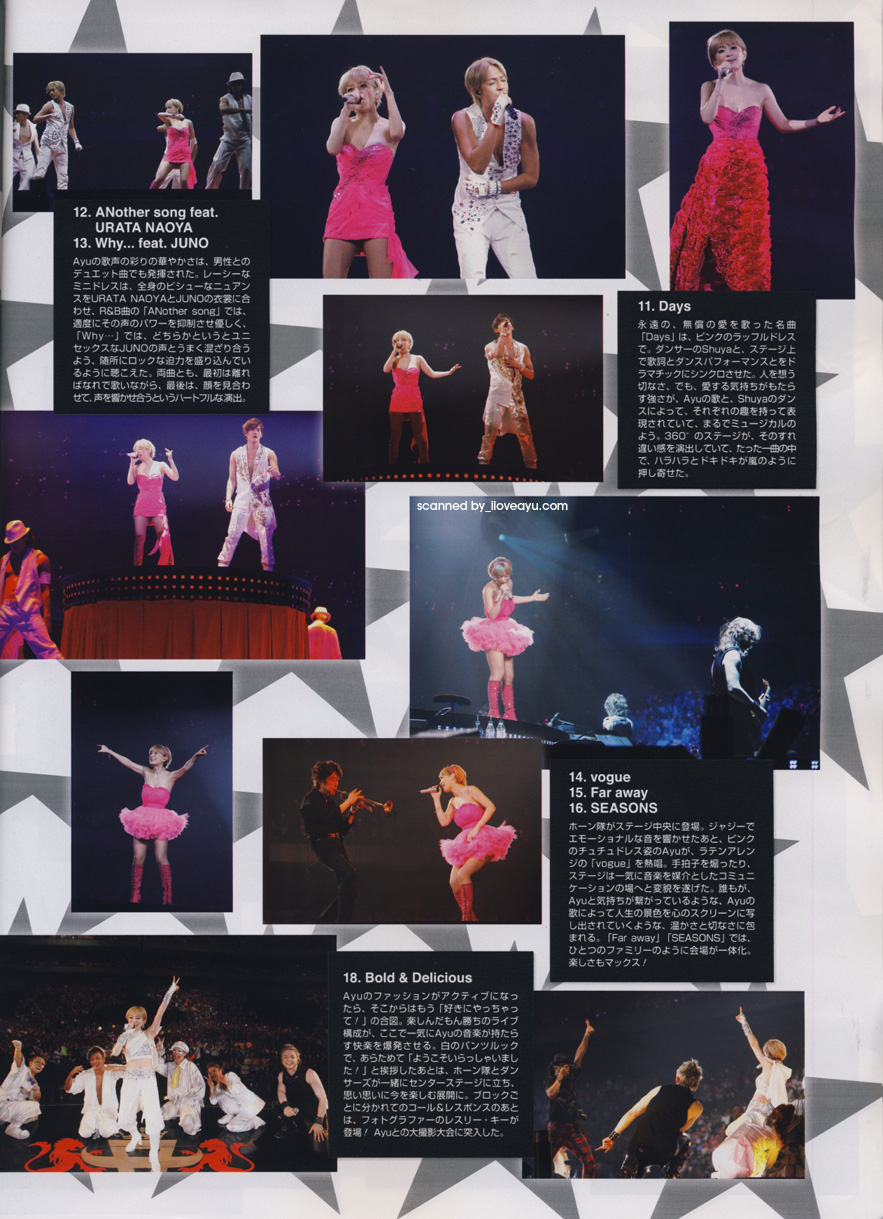 12. ANother song feat.
URATA NAOYA
13. Why... feat. JUNO
Ayuの歌声の彩りの華やかさは、男性との
デュエット曲でも発揮された。レーシーな
ミニドレスは、全身のビシューなニュアン
スをURATA NAOYAとJUNOの衣裳に合
わせ、R&B曲の「ANother song」では、
適度にその声のパワーを抑制させ優しく、
「Why…」では、どちらかというとユニ
セックスなJUNOの声とうまく混ざり合う
よう、随所にロックな迫力を盛り込んでい
るように聴こえた。両曲とも、最初は離れ
ばなれで歌いながら、最後は、顔を見合わ
せて、声を響かせ合うというハートフルな演出。
11. Days
永遠の、無償の愛を歌った名曲
「Days」は、ピンクのラッフルドレス
で。ダンサーのShuyaと、ステージ上
で歌詞とダンスパフォーマンスとをド
ラマチックにシンクロさせた。人を想う
切なさ、でも、愛する気持ちがもたら
す強さが、Ayuの歌と、Shuyaのダン
スによって、それぞれの趣を持って表
現されていて、まるでミュージカルの
よう。360°のステージが、そのすれ
違い感を演出していて、たった一曲の中
で、ハラハラとドキドキが嵐のように
押し寄せた。
scanned by_iloveayu.com
14. vogue
15. Far away
16. SEASONS
ホーン隊がステージ中央に登場。ジャジーで
エモーショナルな音を響かせたあと、ピンク
のチュチュドレス姿のAyuが、ラテンアレン
ジの「vogue」を熱唱。手拍子を煽ったり、
ステージは一気に音楽を媒介としたコミュニ
ケーションの場へと変貌を遂げた。誰もが、
Ayuと気持ちが繋がっているような、Ayuの
歌によって人生の景色を心のスクリーンに写
し出されていくような、温かさと切なさに包
まれる。「Far away」「SEASONS」では、
ひとつのファミリーのように会場が一体化。
楽しさもマックス！
18. Bold & Delicious
Ayuのファッションがアクティブになっ
たら、そこからはもう「好きにやっちゃっ
て！」の合図。楽しんだもん勝ちのライブ
構成が、ここで一気にAyuの音楽が持たら
す快楽を爆発させる。白のパンツルック
で、あらためて「ようこそいらっしゃいまし
た！」と挨拶したあとは、ホーン隊とダン
サーズが一緒にセンターステージに立ち、
思い思いに今を楽しむ展開に。ブロックご
とに分かれてのコール&レスポンスのあと
は、フォトグラファーのレスリー・キーが
登場！ Ayuとの大撮影大会に突入した。